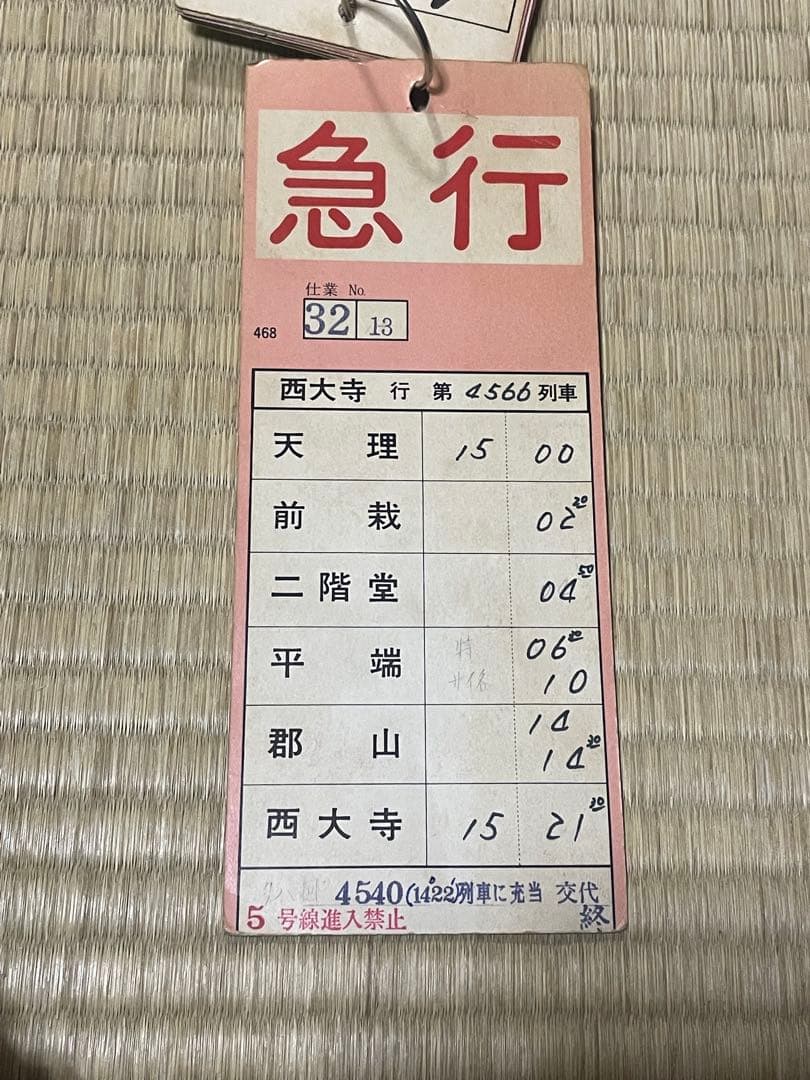 急行
仕業 No.
468 32 13
西大寺 行 第 4566 列車
天理 15 00
前栽 02 20
二階堂 04 50
平端 特 06 20
10
郡山 14
14 30
西大寺 15 21 30
4540(1422)列車に充当 交代
5号線進入禁止 終